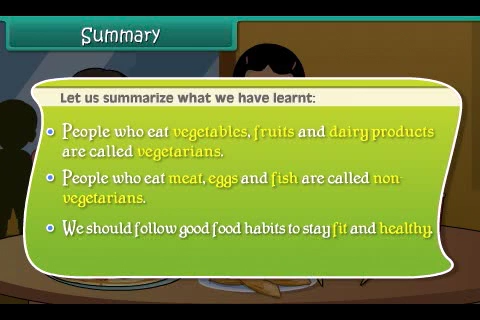 Summary
Let us summarize what we have learnt:
People who eat vegetables, fruits and dairy products
are called vegetarians.
People who eat meat, eggs and fish are called non-
vegetarians.
We should follow good food habits to stay fit and healthy.